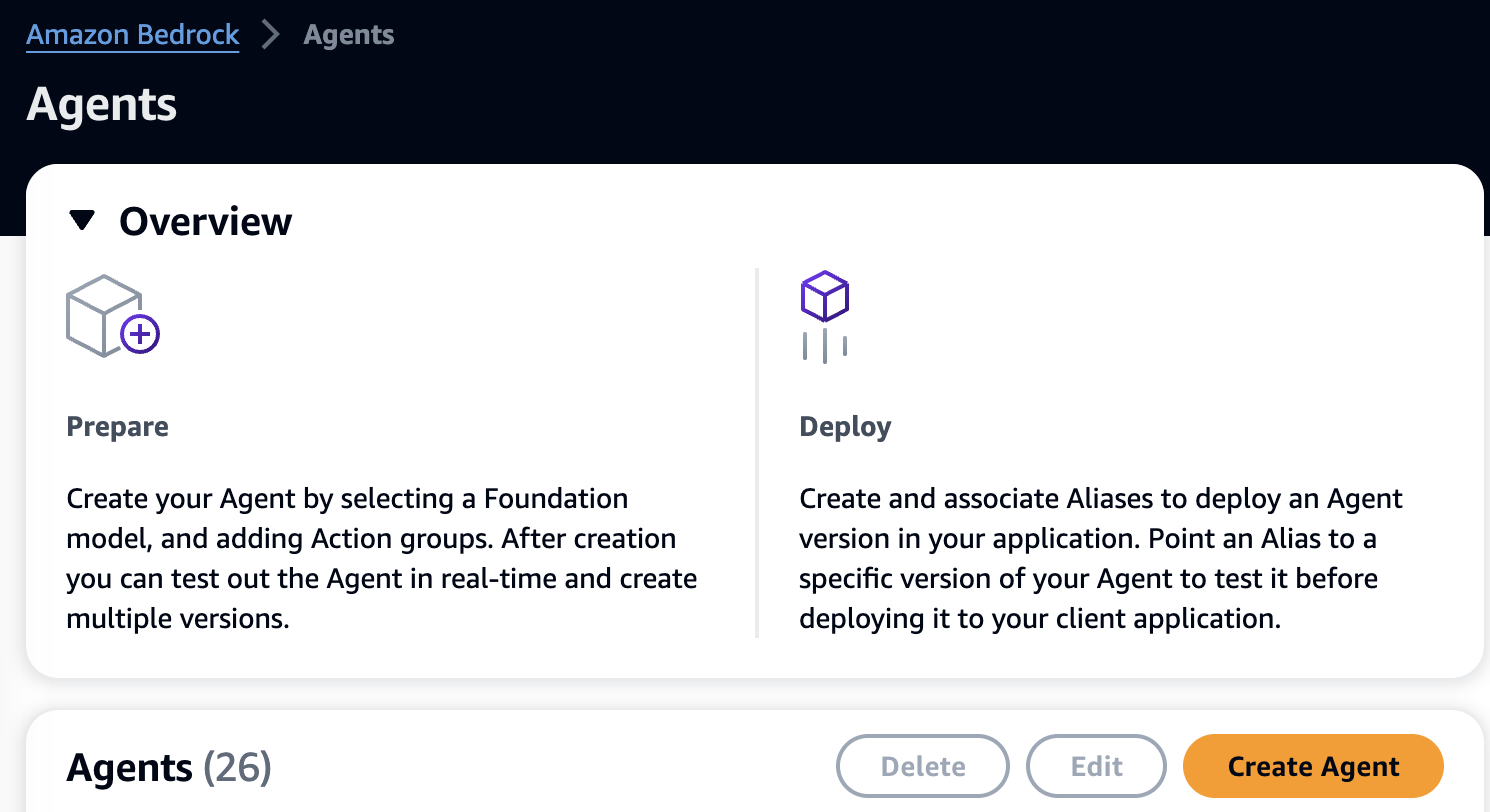 Amazon Bedrock > Agents
Agents
Overview
Prepare
Create your Agent by selecting a Foundation
model, and adding Action groups. After creation
you can test out the Agent in real-time and create
multiple versions.
Deploy
Create and associate Aliases to deploy an Agent
version in your application. Point an Alias to a
specific version of your Agent to test it before
deploying it to your client application.
Agents (26)
Delete
Edit
Create Agent